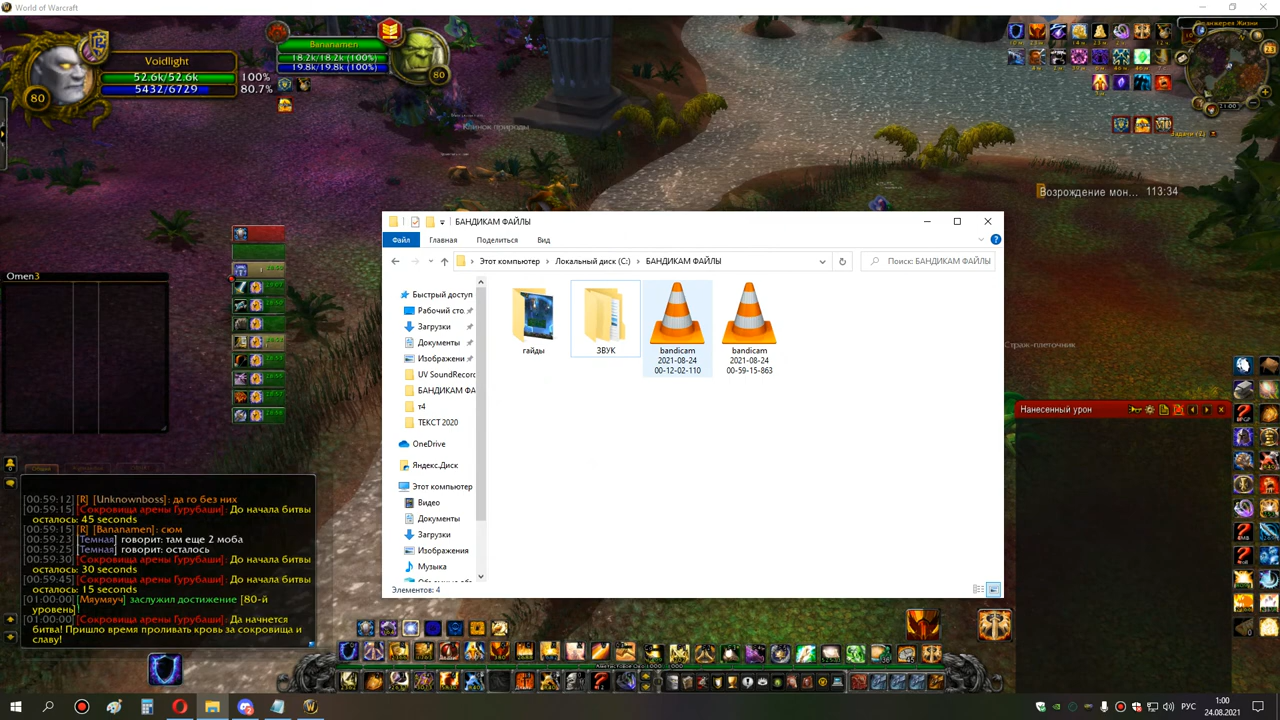 World of Warcraft
Voidlight
52.6k/52.6k 100%
5432/6729 80.7%
80
Bananamen
18.2k/18.2k (100%)
19.8k/19.8k (100%)
80
Клинок природы
21:00
Возрождение мон... 113:34
Страж-плеточник
Omen3
БАНДИКАМ ФАЙЛЫ
Файл Главная Поделиться Вид
Этот компьютер Локальный диск (C:) БАНДИКАМ ФАЙЛЫ
Поиск: БАНДИКАМ ФАЙЛЫ
Быстрый доступ
Рабочий сто.
Загрузки
Документы
Изображени
UV SoundRecor
БАНДИКАМ ФА
т4
ТЕКСТ 2020
OneDrive
Яндекс.Диск
Этот компьютер
Видео
Документы
Загрузки
Изображения
Музыка
гайды
ЗВУК
bandicam
2021-08-24
00-12-02-110
bandicam
2021-08-24
00-59-15-863
Элементов: 4
Нанесенный урон
[00:59:12] [R] [Unknownboss]: да го без них
[00:59:15] [Сокровища арены Гурубаши]: До начала битвы
осталось: 45 seconds
[00:59:15] [R] [Bananamen]: сюм
[00:59:23] [Темная] говорит: там еще 2 моба
[00:59:25] [Темная] говорит: осталось
[00:59:30] [Сокровища арены Гурубаши]: До начала битвы
осталось: 30 seconds
[00:59:45] [Сокровища арены Гурубаши]: До начала битвы
осталось: 15 seconds
[01:00:00] [Мяумяуч] заслужил достижение [80-й
уровень]!
[01:00:00] [Сокровища арены Гурубаши]: Да начнется
битва! Пришло время проливать кровь за сокровища и
славу!
РУС
1:00
24.08.2021